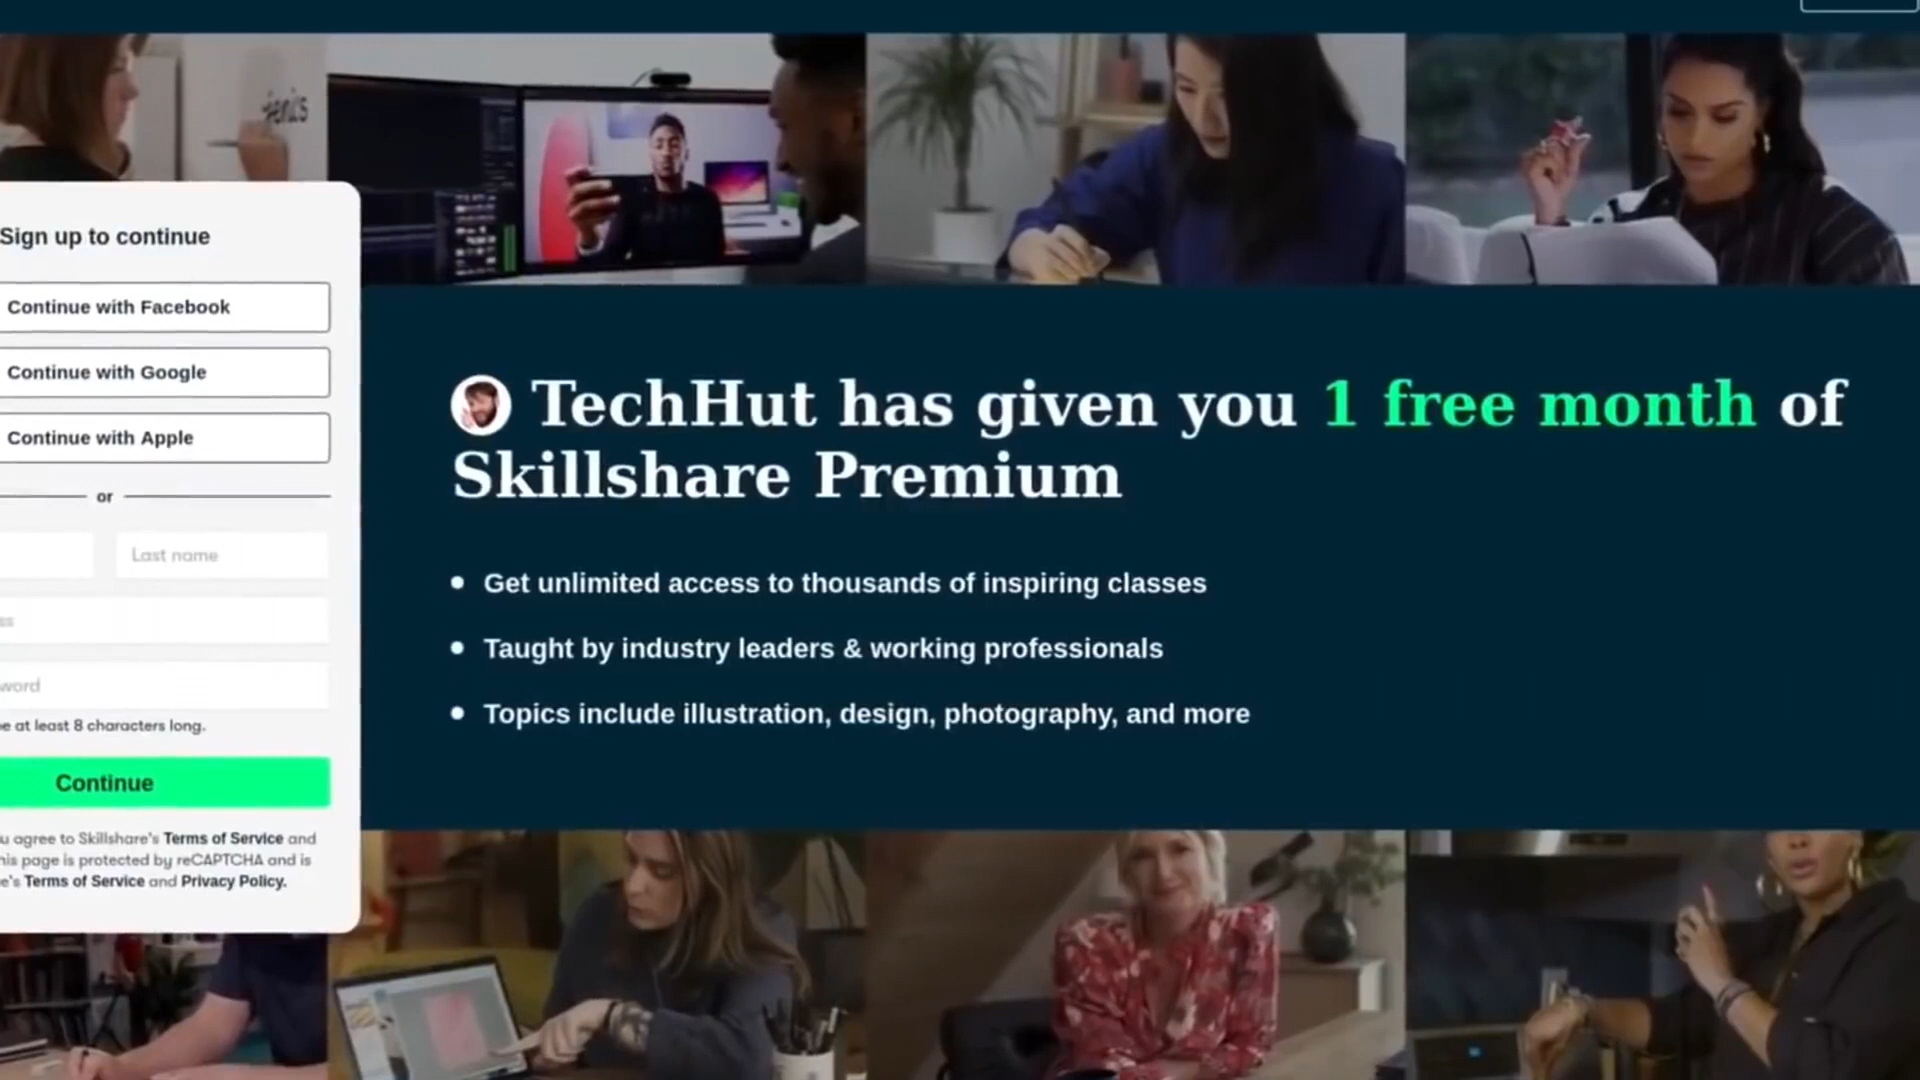 Sign up to continue
Continue with Facebook
Continue with Google
Continue with Apple
or
Last name
at least 8 characters long.
Continue
agree to Skillshare's Terms of Service and
page is protected by reCAPTCHA and is
Terms of Service and Privacy Policy.
TechHut has given you 1 free month of
Skillshare Premium
• Get unlimited access to thousands of inspiring classes
• Taught by industry leaders & working professionals
• Topics include illustration, design, photography, and more